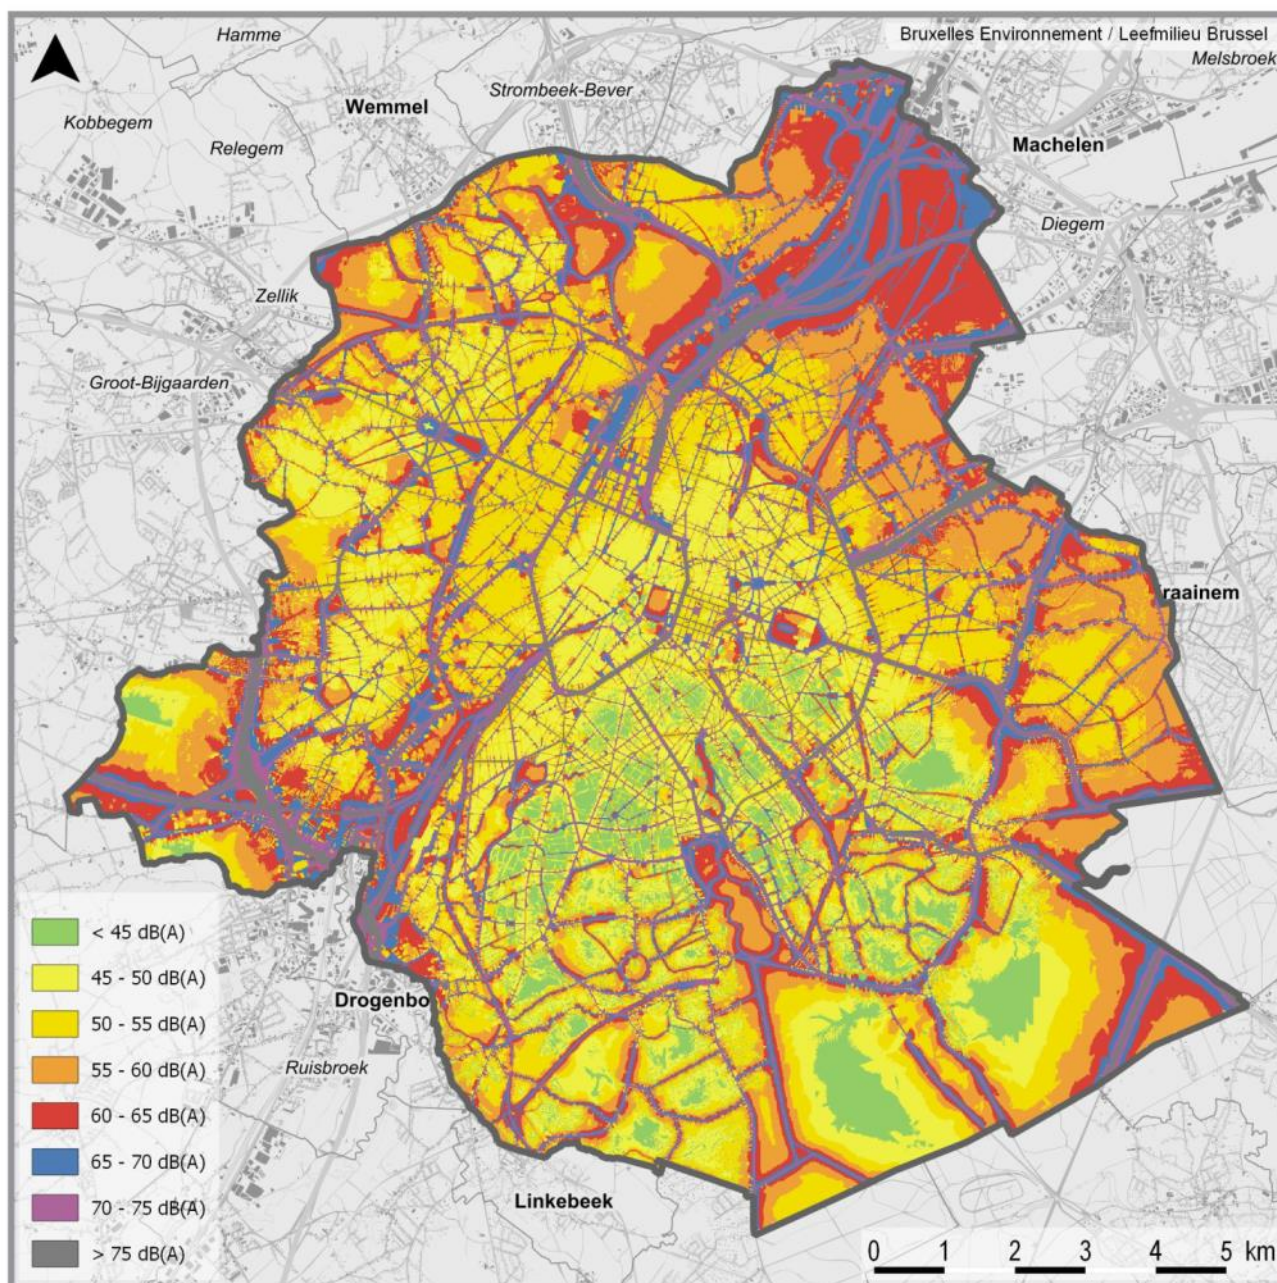 Hamme
Bruxelles Environnement / Leefmilieu Brussel
Melsbroek
Strombeek-Bever
Wemmel
Kobbegem
Relegem
Machelen
Diegem
Zellik
Groot-Bijgaarden
raainem
< 45 dB(A)
45 - 50 dB(A)
50 - 55 dB(A)
55 - 60 dB(A)
60 - 65 dB(A)
65 - 70 dB(A)
70 - 75 dB(A)
> 75 dB(A)
Drogenbo
Ruisbroek
Linkebeek
0 1 2 3 4 5 km